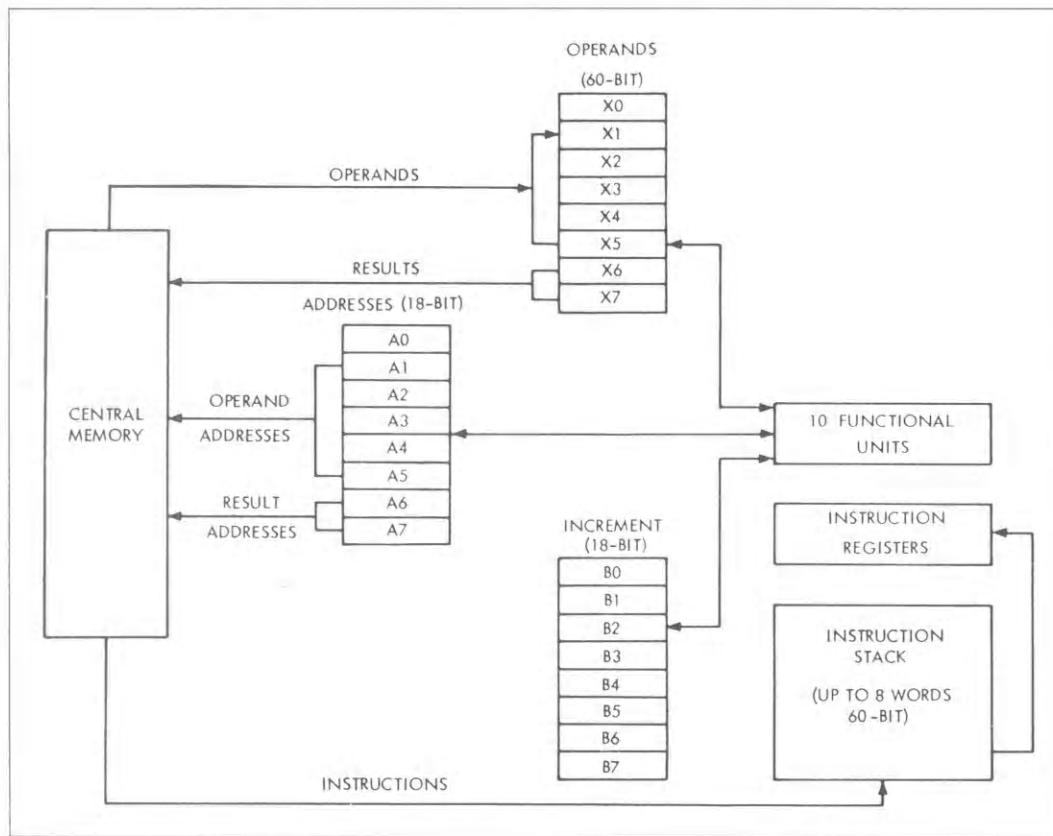 OPERANDS
(60-BIT)
X0
X1
X2
X3
X4
X5
X6
X7
OPERANDS
RESULTS
ADDRESSES (18-BIT)
A0
A1
A2
A3
A4
A5
A6
A7
CENTRAL
MEMORY
OPERAND
ADDRESSES
RESULT
ADDRESSES
10 FUNCTIONAL
UNITS
INCREMENT
(18-BIT)
B0
B1
B2
B3
B4
B5
B6
B7
INSTRUCTION
REGISTERS
INSTRUCTION
STACK
(UP TO 8 WORDS
60-BIT)
INSTRUCTIONS